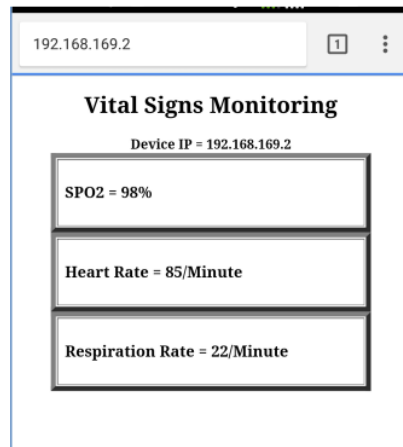 192.168.169.2
1
Vital Signs Monitoring
Device IP = 192.168.169.2
SPO2 = 98%
Heart Rate = 85/Minute
Respiration Rate = 22/Minute